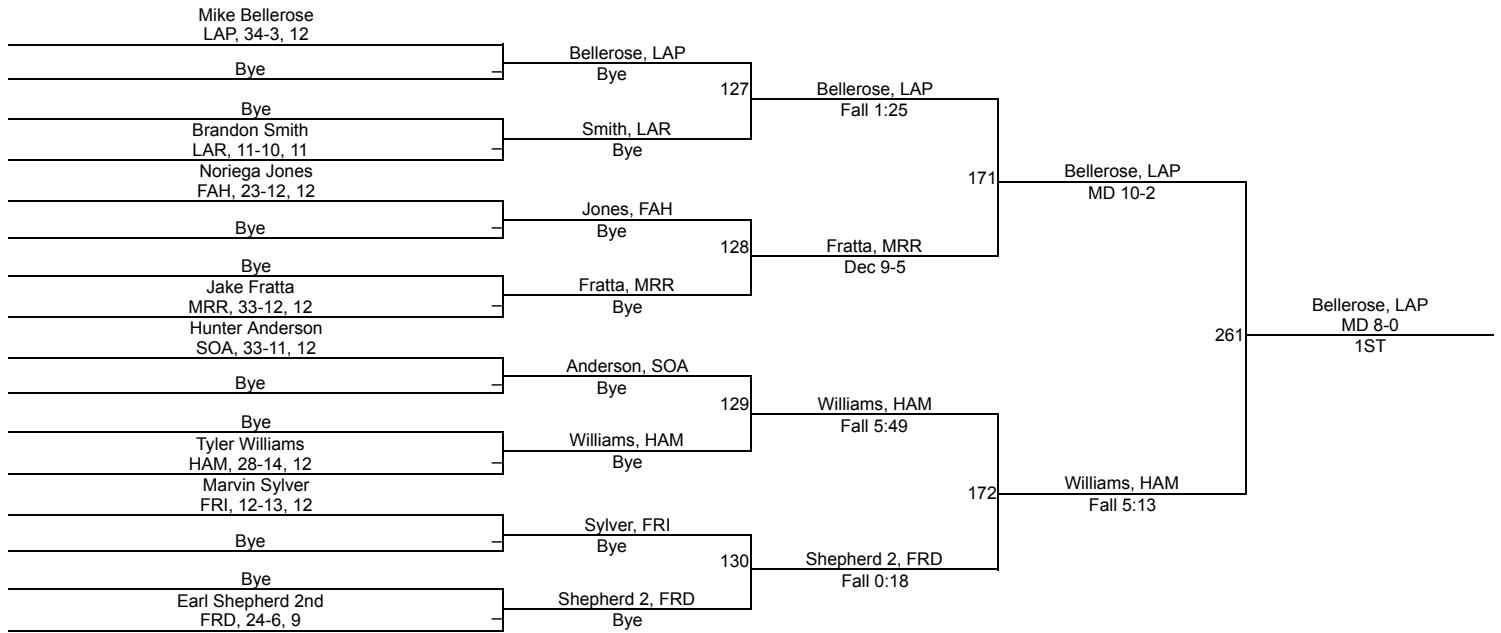 Mike Bellerose
LAP, 34-3, 12
Bye
Bye
Brandon Smith
LAR, 11-10, 11
Noriega Jones
FAH, 23-12, 12
Bye
Bye
Jake Fratta
MRR, 33-12, 12
Hunter Anderson
SOA, 33-11, 12
Bye
Bye
Tyler Williams
HAM, 28-14, 12
Marvin Sylver
FRI, 12-13, 12
Bye
Bye
Earl Shepherd 2nd
FRD, 24-6, 9
Bellerose, LAP
Bye
127
Smith, LAR
Bye
Jones, FAH
Bye
128
Fratta, MRR
Bye
Anderson, SOA
Bye
129
Williams, HAM
Bye
Sylver, FRI
Bye
130
Shepherd 2, FRD
Bye
Bellerose, LAP
Fall 1:25
171
Fratta, MRR
Dec 9-5
Williams, HAM
Fall 5:49
172
Shepherd 2, FRD
Fall 0:18
Bellerose, LAP
MD 10-2
261
Williams, HAM
Fall 5:13
Bellerose, LAP
MD 8-0
1ST